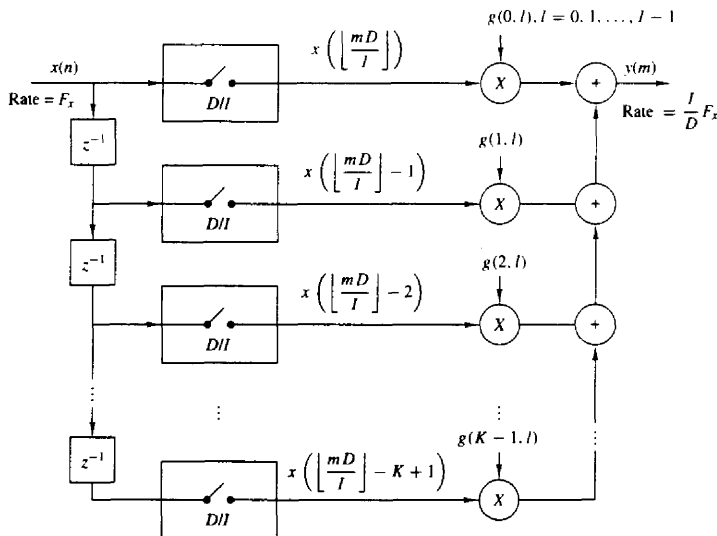 g(0, l), l = 0, 1, . . . , I − 1
x(n)
Rate = F_x
D/I
x (⌊mD/I⌋)
X
+
y(m)
Rate = I/D F_x
z⁻¹
g(1, l)
D/I
x (⌊mD/I⌋ − 1)
X
+
z⁻¹
g(2, l)
D/I
x (⌊mD/I⌋ − 2)
X
+
z⁻¹
g(K − 1, l)
D/I
x (⌊mD/I⌋ − K + 1)
X